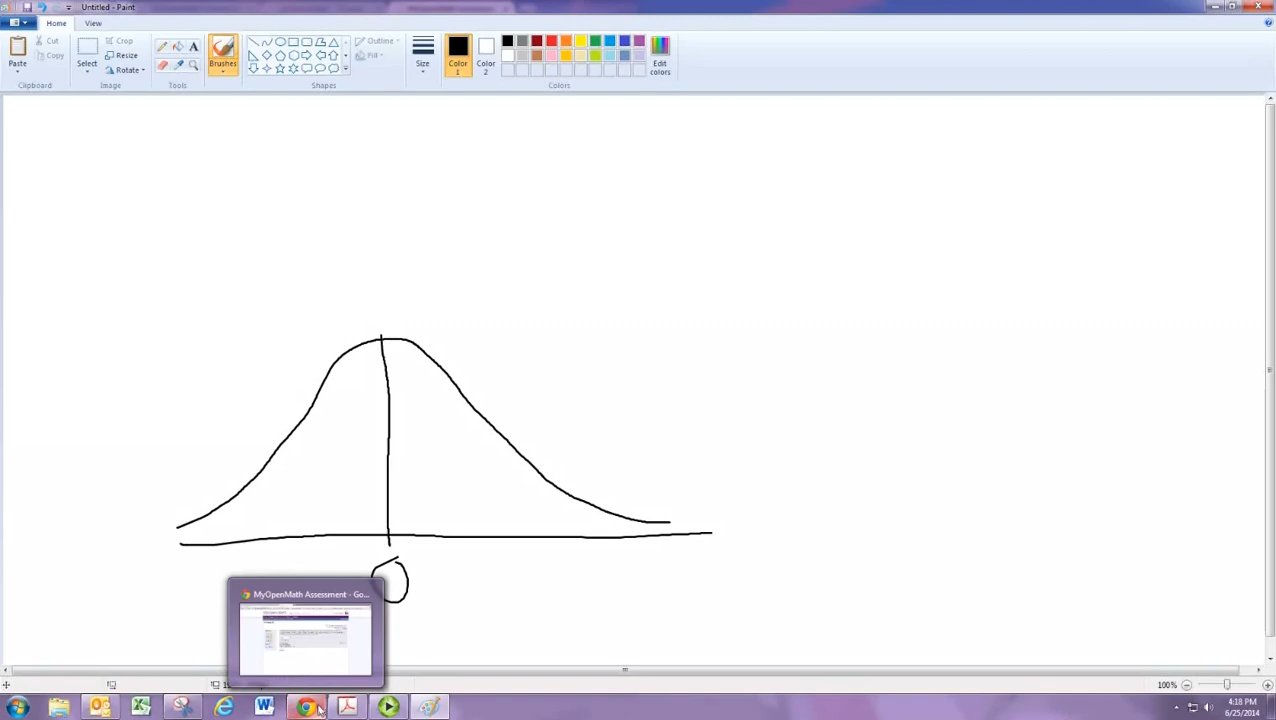 Untitled - Paint
Home View
Paste
Cut
Copy
Clipboard
Select
Crop
Resize
Rotate
Image
A
Tools
Brushes
Outline
Fill
Shapes
Size
Color 1
Color 2
Edit colors
Colors
0
MyOpenMath Assessment - Go...
100%
4:18 PM
6/25/2014